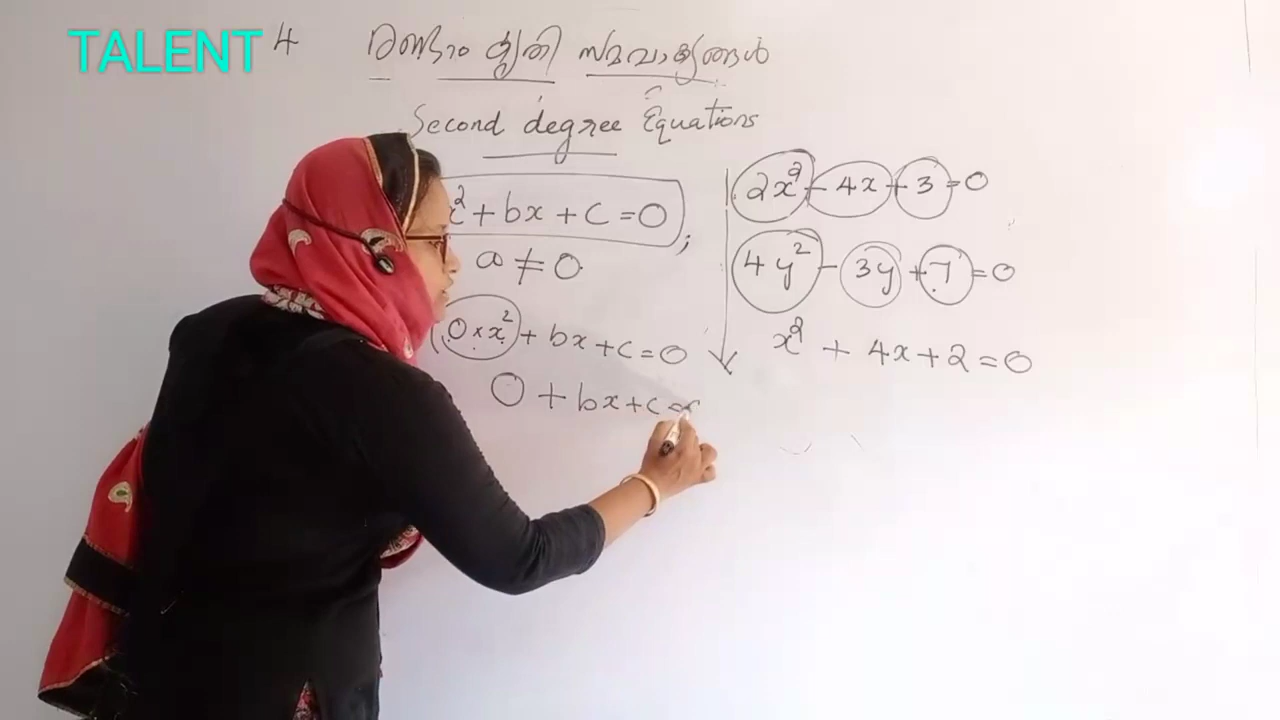 TALENT
4 രണ്ടാം കൃതി സമവാക്യങ്ങൾ
Second degree Equations
x² + bx + C = 0 ;
a ≠ 0
(0 × x² + bx + c = 0
0 + bx + c =
2x² - 4x + 3 = 0
4y² - 3y + 7 = 0
x² + 4x + 2 = 0